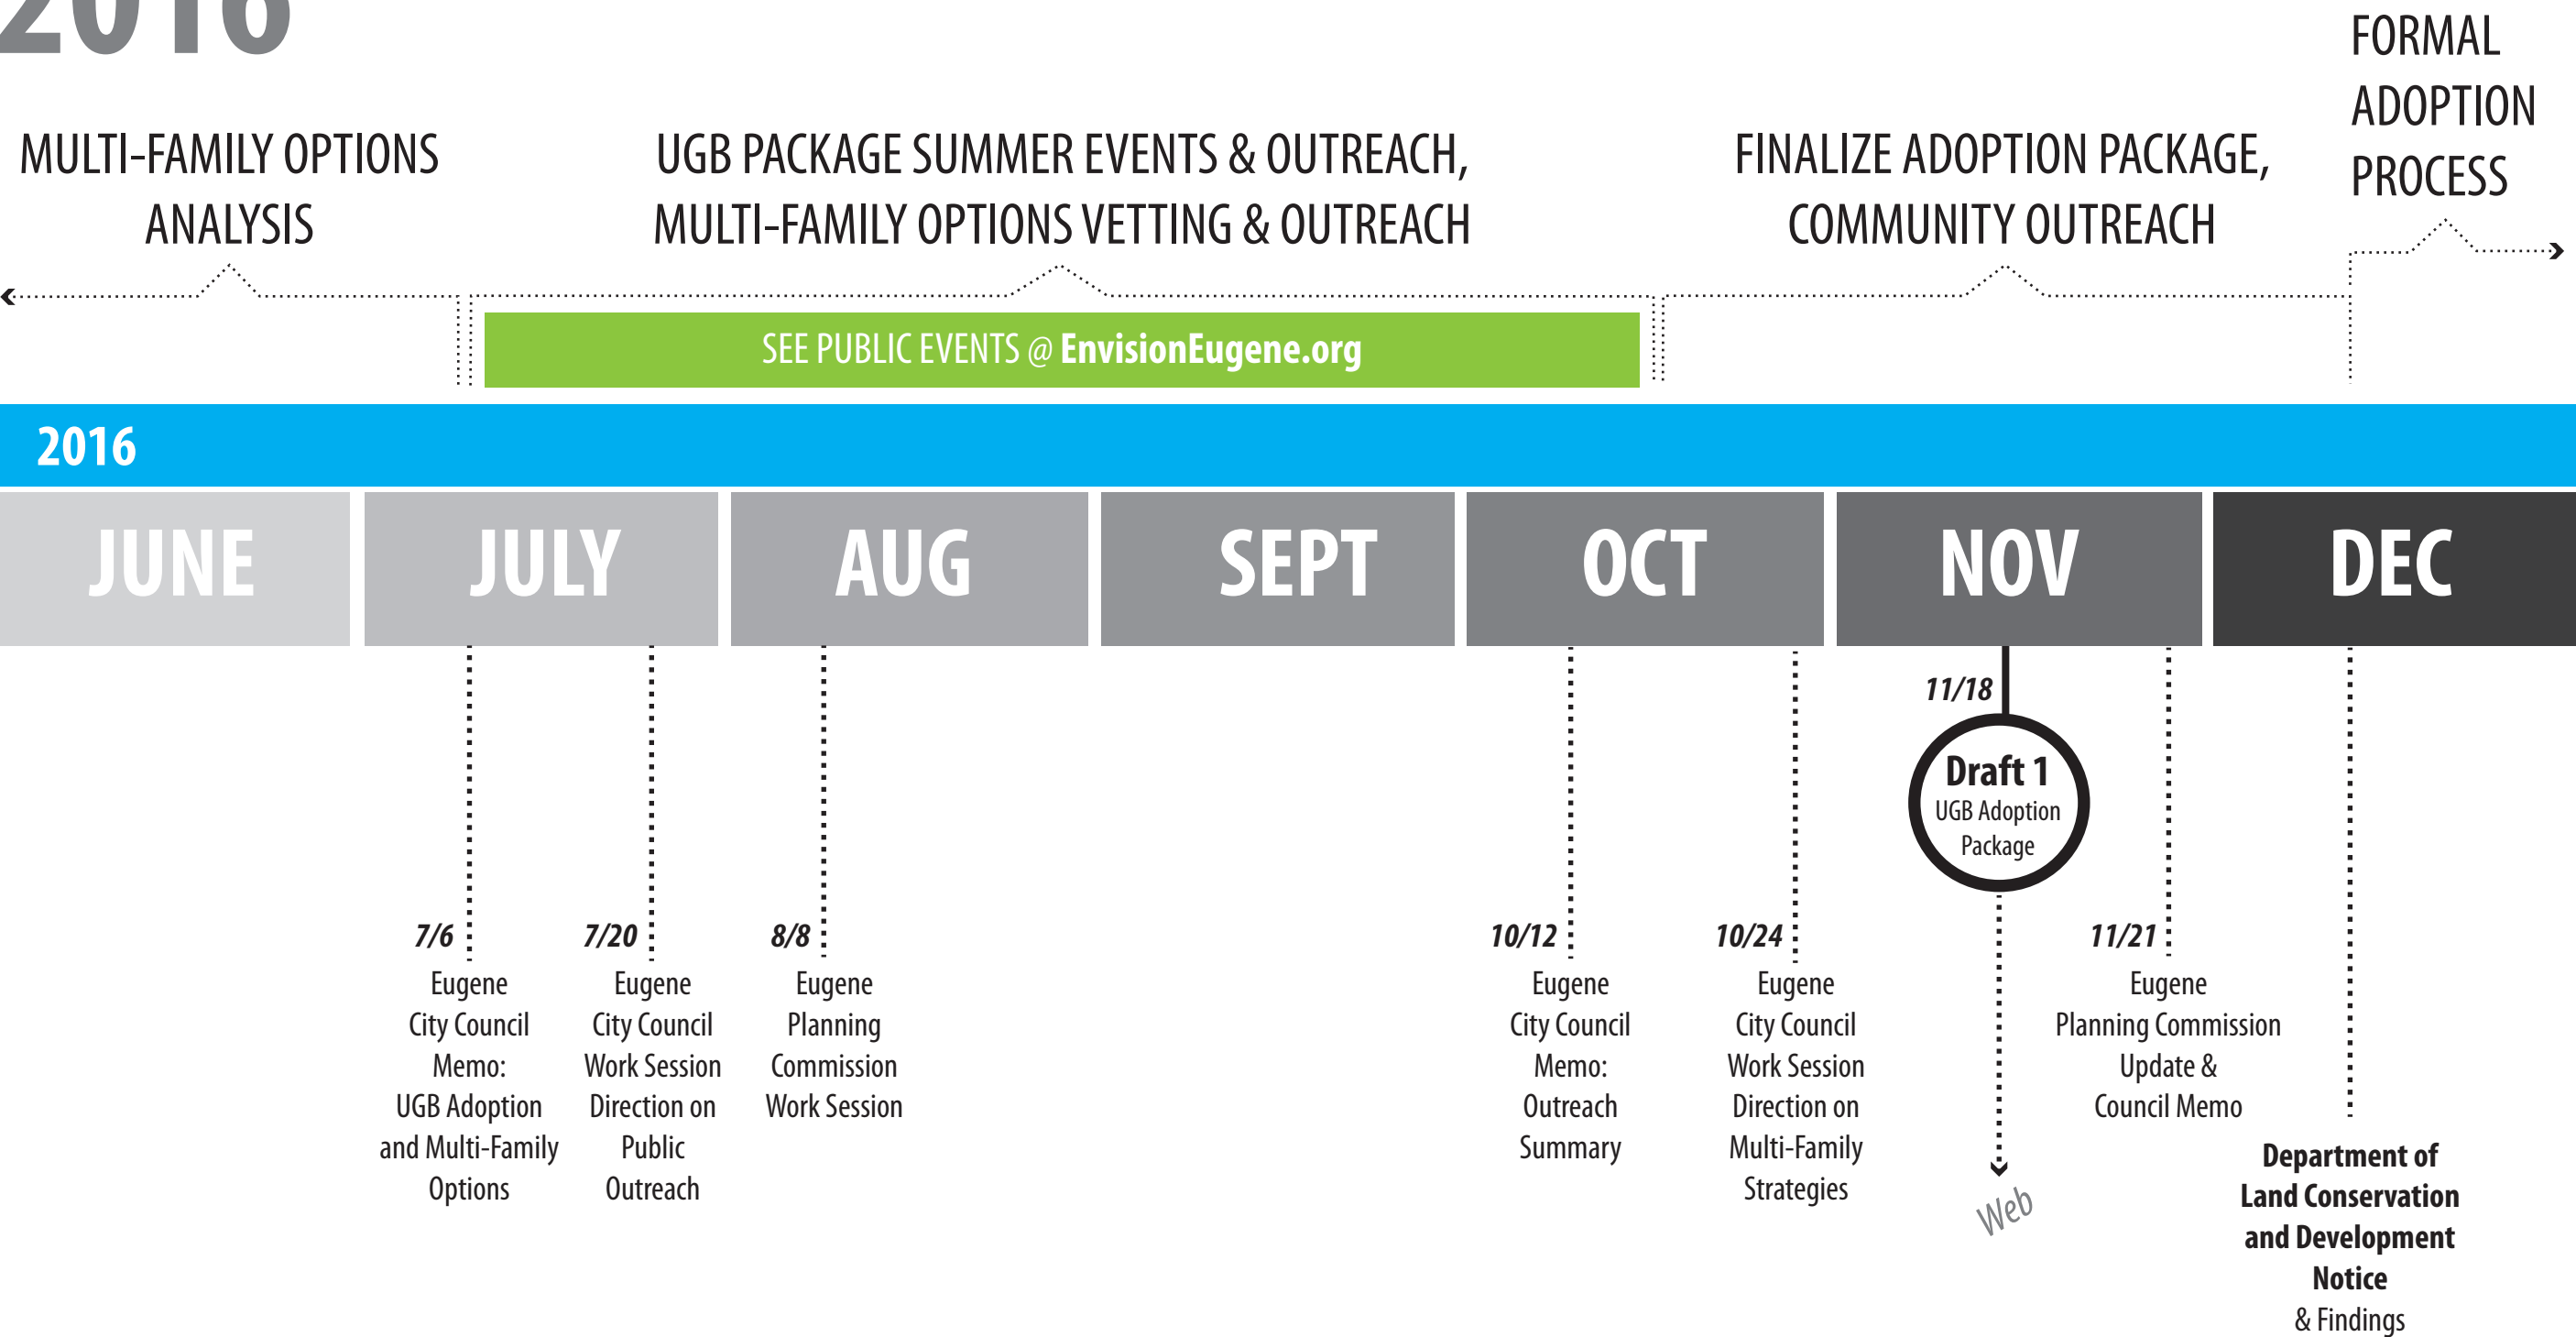 2016
MULTI-FAMILY OPTIONS
ANALYSIS
UGB PACKAGE SUMMER EVENTS & OUTREACH,
MULTI-FAMILY OPTIONS VETTING & OUTREACH
FINALIZE ADOPTION PACKAGE,
COMMUNITY OUTREACH
FORMAL
ADOPTION
PROCESS
SEE PUBLIC EVENTS @ EnvisionEugene.org
2016
JUNE
JULY
AUG
SEPT
OCT
NOV
DEC
7/6
Eugene
City Council
Memo:
UGB Adoption
and Multi-Family
Options
7/20
Eugene
City Council
Work Session
Direction on
Public
Outreach
8/8
Eugene
Planning
Commission
Work Session
10/12
Eugene
City Council
Memo:
Outreach
Summary
10/24
Eugene
City Council
Work Session
Direction on
Multi-Family
Strategies
11/18
Draft 1
UGB Adoption
Package
Web
11/21
Eugene
Planning Commission
Update &
Council Memo
Department of
Land Conservation
and Development
Notice
& Findings